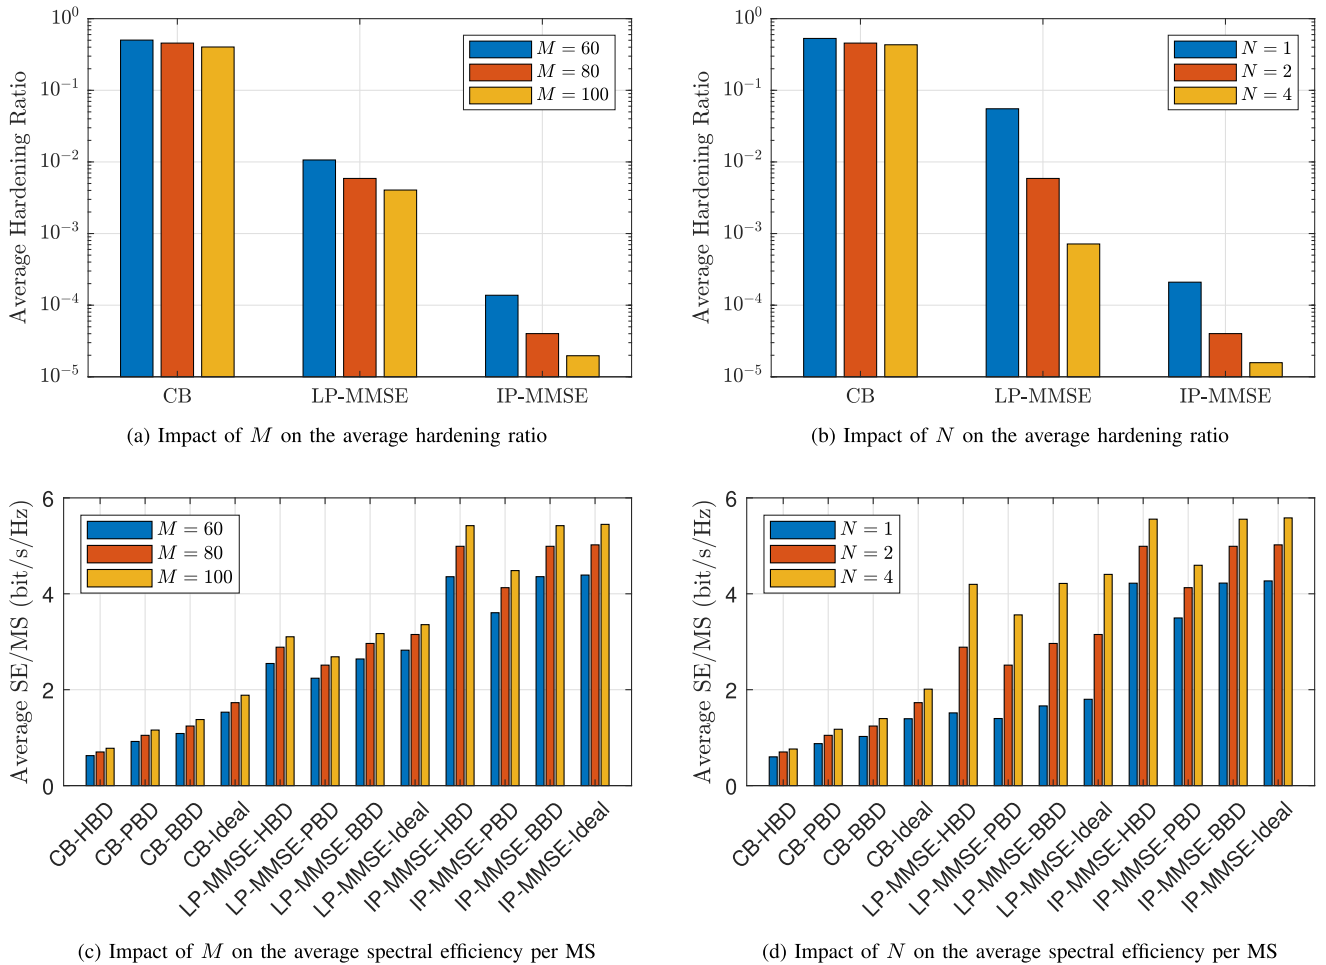 10^0
10^-1
10^-2
10^-3
10^-4
10^-5
Average Hardening Ratio
M = 60
M = 80
M = 100
CB
LP-MMSE
IP-MMSE
(a) Impact of M on the average hardening ratio
10^0
10^-1
10^-2
10^-3
10^-4
10^-5
Average Hardening Ratio
N = 1
N = 2
N = 4
CB
LP-MMSE
IP-MMSE
(b) Impact of N on the average hardening ratio
6
4
2
0
Average SE/MS (bit/s/Hz)
M = 60
M = 80
M = 100
CB-HBD
CB-PBD
CB-BBD
CB-Ideal
LP-MMSE-HBD
LP-MMSE-PBD
LP-MMSE-BBD
LP-MMSE-Ideal
IP-MMSE-HBD
IP-MMSE-PBD
IP-MMSE-BBD
IP-MMSE-Ideal
(c) Impact of M on the average spectral efficiency per MS
6
4
2
0
Average SE/MS (bit/s/Hz)
N = 1
N = 2
N = 4
CB-HBD
CB-PBD
CB-BBD
CB-Ideal
LP-MMSE-HBD
LP-MMSE-PBD
LP-MMSE-BBD
LP-MMSE-Ideal
IP-MMSE-HBD
IP-MMSE-PBD
IP-MMSE-BBD
IP-MMSE-Ideal
(d) Impact of N on the average spectral efficiency per MS